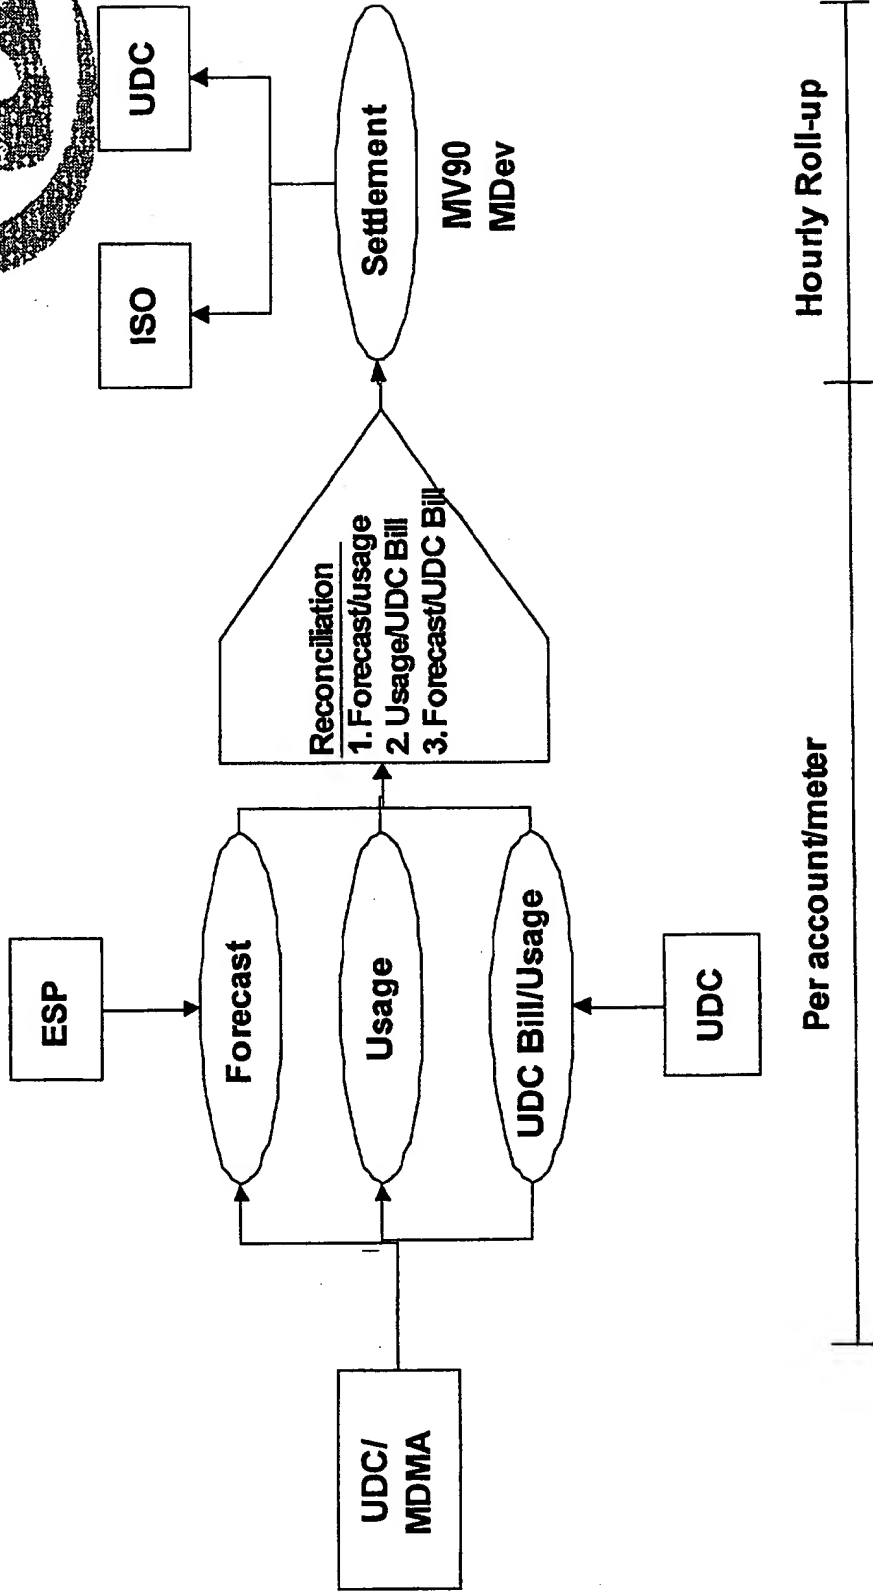 UDC/
MDMA
ESP
Forecast
Usage
UDC Bill/Usage
UDC
Reconciliation
1. Forecast/usage
2. Usage/UDC Bill
3. Forecast/UDC Bill
ISO
UDC
Settlement
MV90
MDev
Per account/meter
Hourly Roll-up